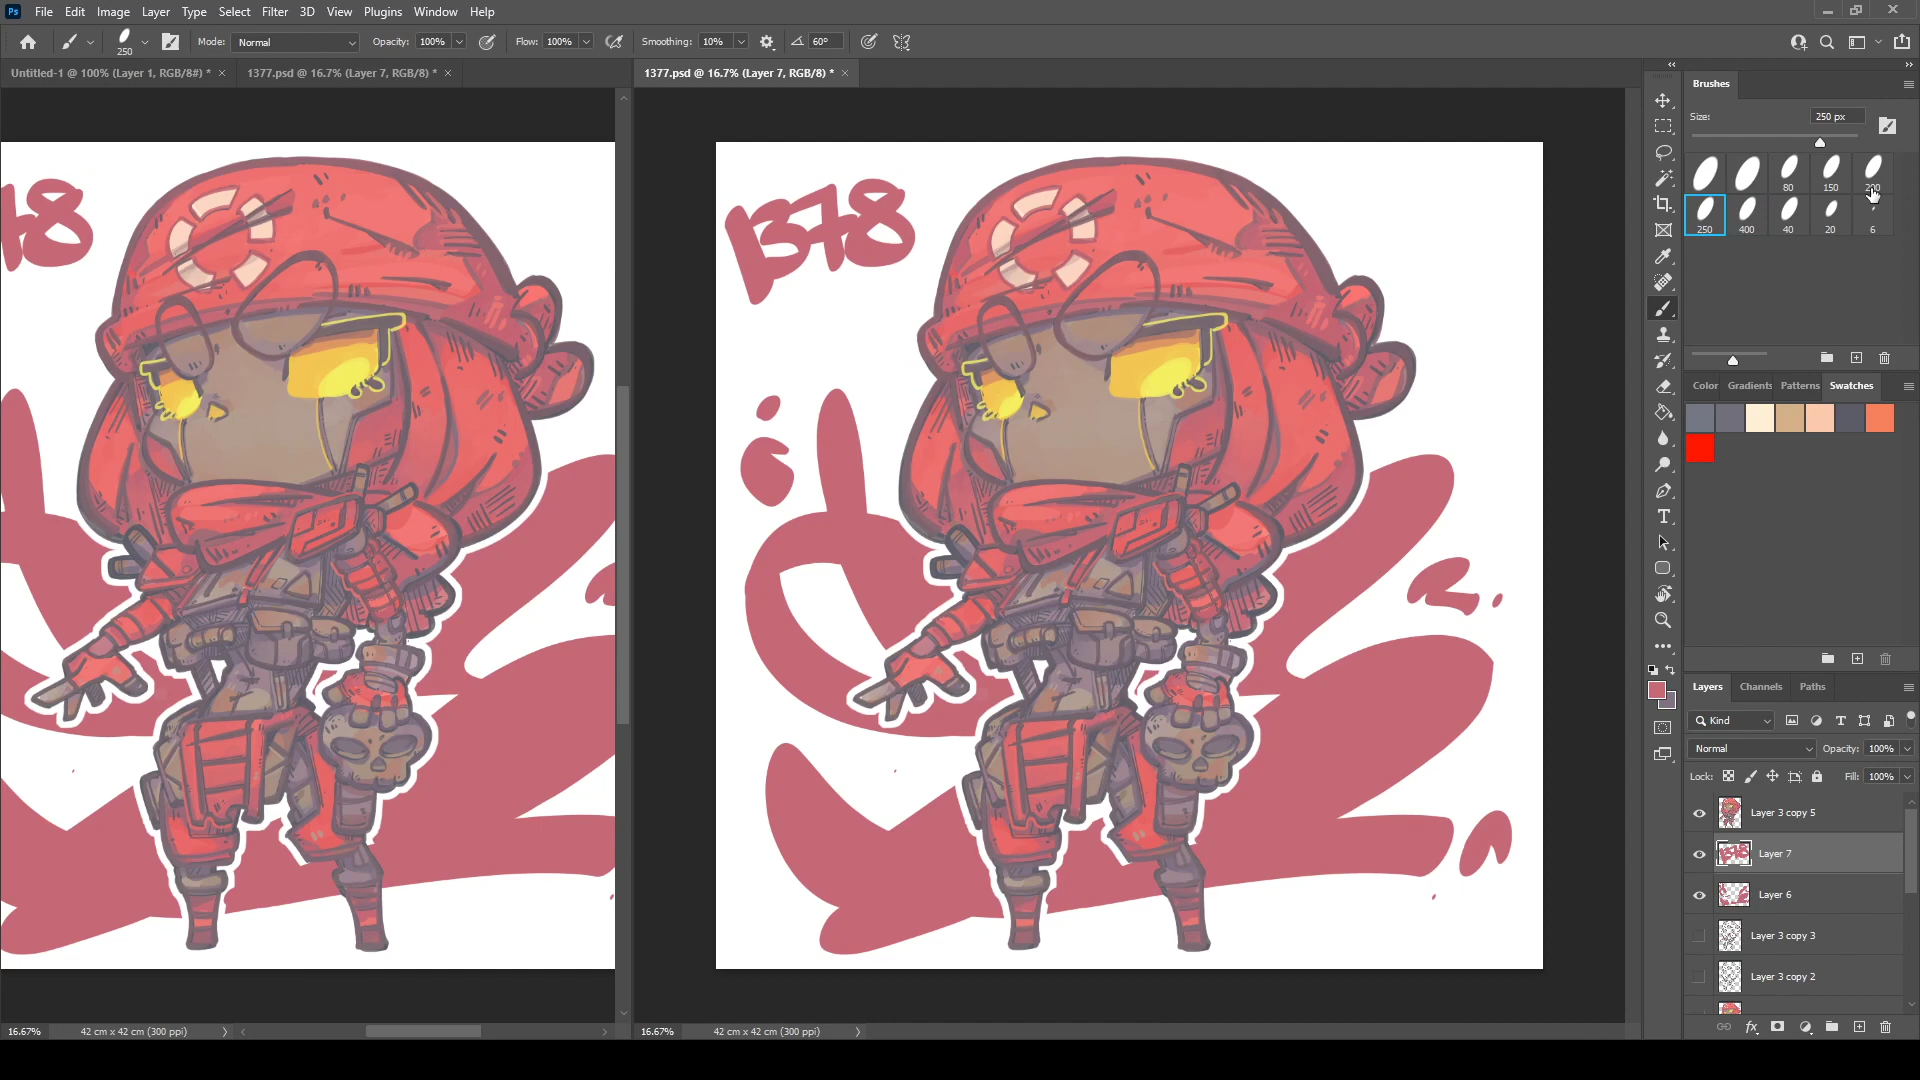 Ps File Edit Image Layer Type Select Filter 3D View Plugins Window Help
250 Mode: Normal Opacity: 100% Flow: 100% Smoothing: 10% 60°
Untitled-1 @ 100% (Layer 1, RGB/8#) * × 1377.psd @ 16.7% (Layer 7, RGB/8) * × 1377.psd @ 16.7% (Layer 7, RGB/8) * ×
Brushes
Size: 250 px
80 150 200
250 400 40 20 6
78 1378
Color Gradients Patterns Swatches
Layers Channels Paths
Kind
Normal Opacity: 100%
Lock: Fill: 100%
Layer 3 copy 5
Layer 7
Layer 6
Layer 3 copy 3
Layer 3 copy 2
16.67% 42 cm x 42 cm (300 ppi) 16.67% 42 cm x 42 cm (300 ppi)